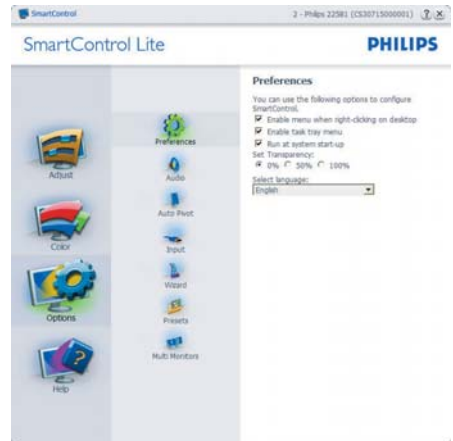 SmartControl
2 - Philips 225B1 (CS30715000001)
SmartControl Lite
PHILIPS
Adjust
Color
Options
Help
Preferences
Audio
Auto Pivot
Input
Wizard
Presets
Multi Monitors
Preferences
You can use the following options to configure
SmartControl.
Enable menu when right-clicking on desktop
Enable task tray menu
Run at system start-up
Set Transparency:
0% 50% 100%
Select language:
English